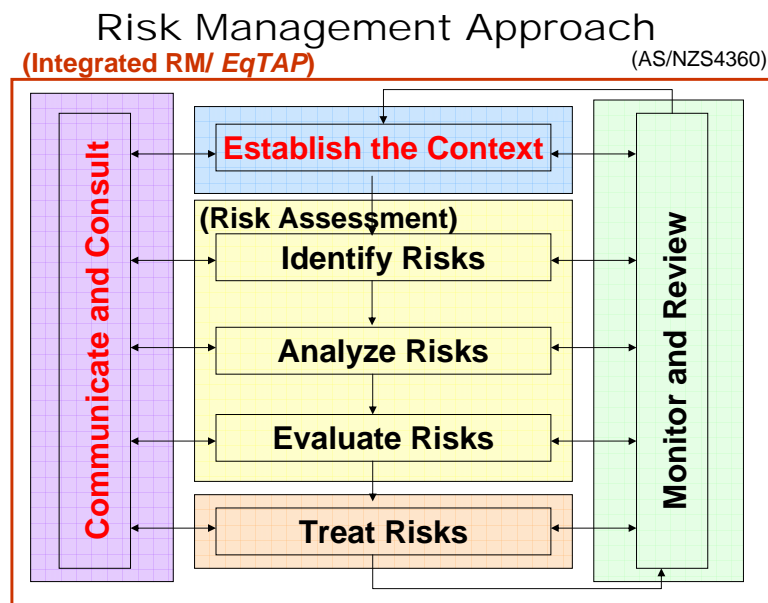 Risk Management Approach
(Integrated RM/ EqTAP)
(AS/NZS4360)
Communicate and Consult
Establish the Context
(Risk Assessment)
Identify Risks
Analyze Risks
Evaluate Risks
Treat Risks
Monitor and Review